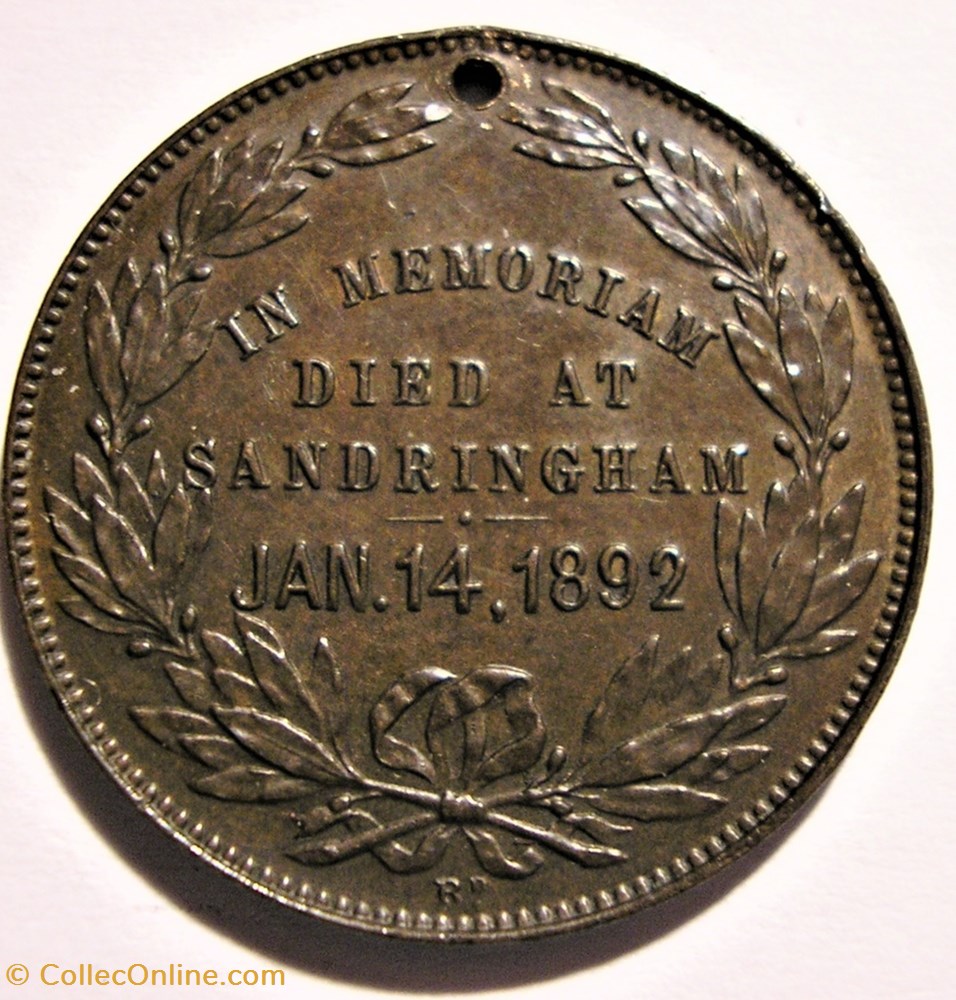 IN MEMORIAM
DIED AT
SANDRINGHAM
JAN. 14, 1892
© CollecOnline.com